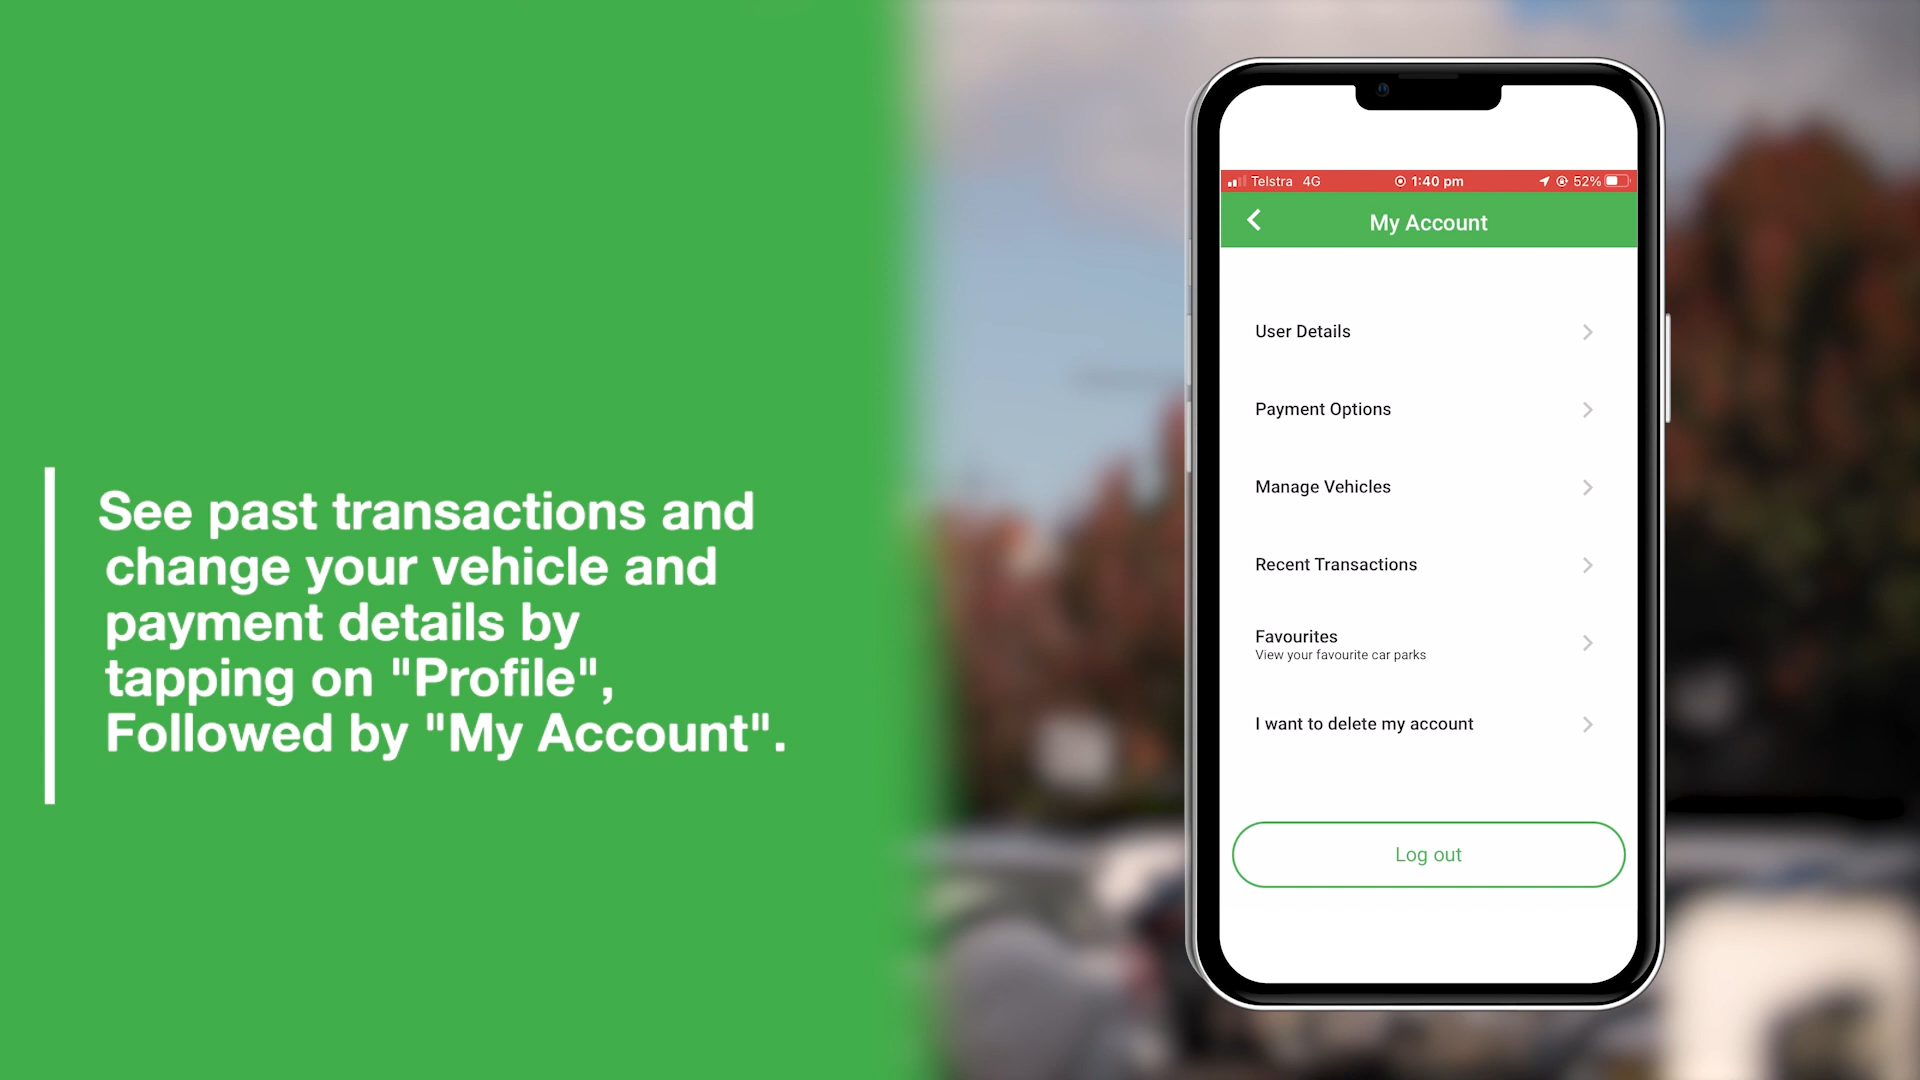 See past transactions and
change your vehicle and
payment details by
tapping on "Profile",
Followed by "My Account".
Telstra 4G 1:40 pm 52%
My Account
User Details
Payment Options
Manage Vehicles
Recent Transactions
Favourites
View your favourite car parks
I want to delete my account
Log out